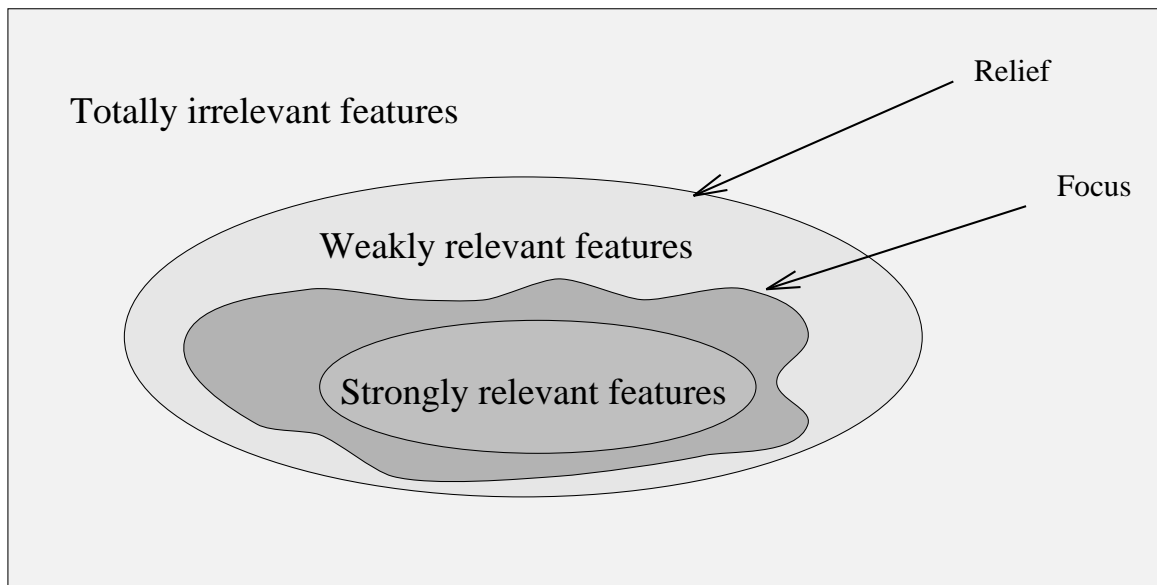 Relief
Totally irrelevant features
Focus
Weakly relevant features
Strongly relevant features